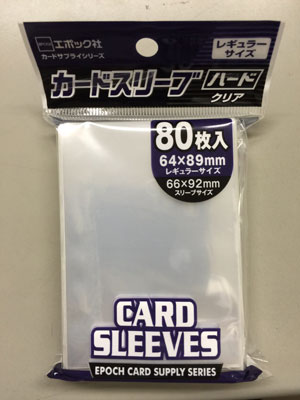 エポック社
カードサプライシリーズ
レギュラー
サイズ
カードスリーブ ハード
クリア
80枚入
64×89mm
レギュラーサイズ
66×92mm
スリーブサイズ
CARD
SLEEVES
EPOCH CARD SUPPLY SERIES